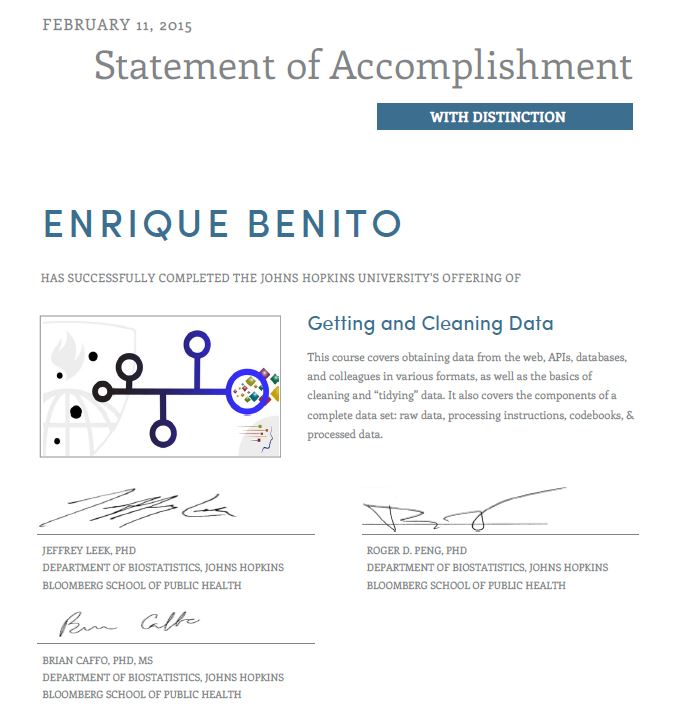 FEBRUARY 11, 2015
Statement of Accomplishment
WITH DISTINCTION
ENRIQUE BENITO
HAS SUCCESSFULLY COMPLETED THE JOHNS HOPKINS UNIVERSITY'S OFFERING OF
Getting and Cleaning Data
This course covers obtaining data from the web, APIs, databases,
and colleagues in various formats, as well as the basics of
cleaning and “tidying” data. It also covers the components of a
complete data set: raw data, processing instructions, codebooks, &
processed data.
JEFFREY LEEK, PHD
DEPARTMENT OF BIOSTATISTICS, JOHNS HOPKINS
BLOOMBERG SCHOOL OF PUBLIC HEALTH
ROGER D. PENG, PHD
DEPARTMENT OF BIOSTATISTICS, JOHNS HOPKINS
BLOOMBERG SCHOOL OF PUBLIC HEALTH
Brian Caffo
BRIAN CAFFO, PHD, MS
DEPARTMENT OF BIOSTATISTICS, JOHNS HOPKINS
BLOOMBERG SCHOOL OF PUBLIC HEALTH